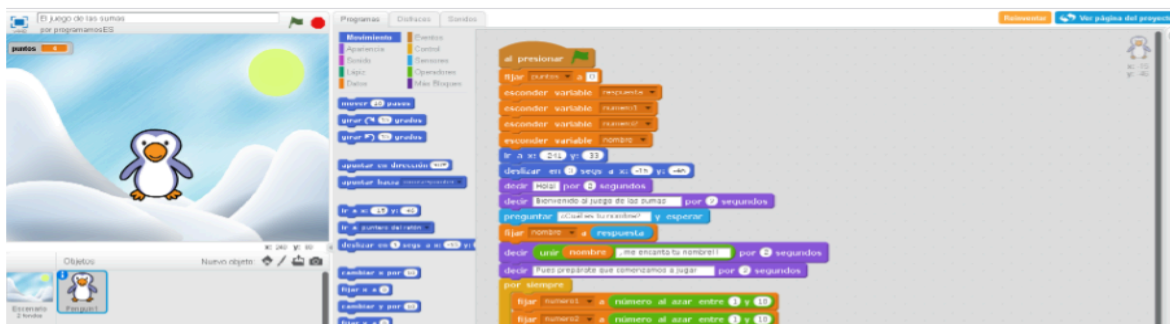 El juego de las sumas
por programamosES
Programas Disfraces Sonidos
Reinventar Ver página del proyecto
puntos
Movimiento Eventos
Apariencia Control
Sonido Sensores
Lápiz Operadores
Datos Más Bloques
mover 10 pasos
girar 15 grados
girar 15 grados
apuntar en dirección
apuntar hacia
ir a x: y:
ir a puntero del ratón
deslizar en segs a x: y:
cambiar x por 10
fijar x a 0
cambiar y por 10
fijar y a 0
Objetos Nuevo objeto:
Escenario
2 fondos
Penguin1
al presionar
fijar puntos a 0
esconder variable respuesta
esconder variable numero1
esconder variable numero2
esconder variable nombre
ir a x: 241 y: 33
deslizar en segs a x: -15 y: -46
decir Hola! por 2 segundos
decir Bienvenido al juego de las sumas por 2 segundos
preguntar ¿Cuál es tu nombre? y esperar
fijar nombre a respuesta
decir unir nombre , me encanta tu nombre!! por 2 segundos
decir Pues prepárate que comenzamos a jugar por 2 segundos
por siempre
fijar numero1 a número al azar entre 1 y 10
fijar numero2 a número al azar entre 1 y 10